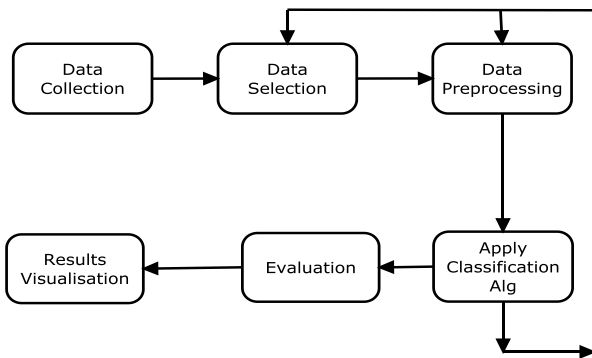 Data
Collection
Data
Selection
Data
Preprocessing
Results
Visualisation
Evaluation
Apply
Classification
Alg